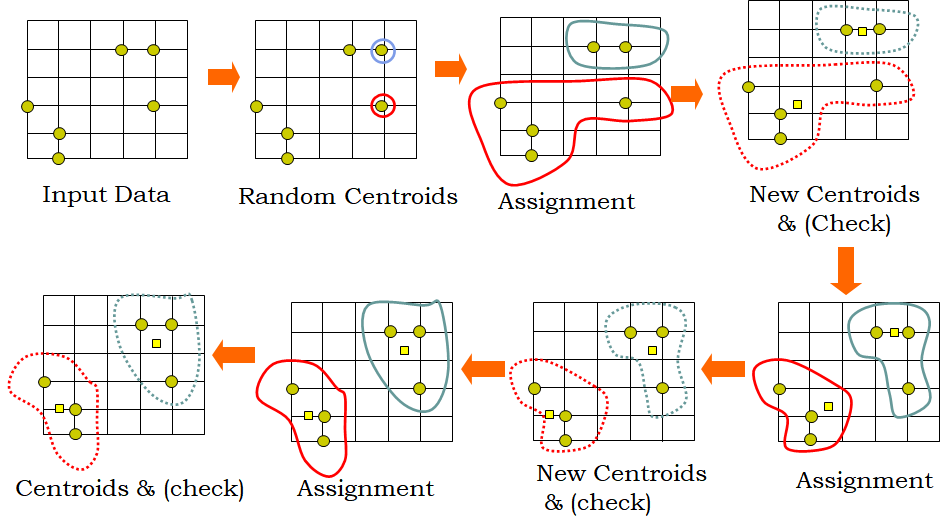 Input Data
Random Centroids
Assignment
New Centroids
& (Check)
Assignment
New Centroids
& (check)
Assignment
Centroids & (check)